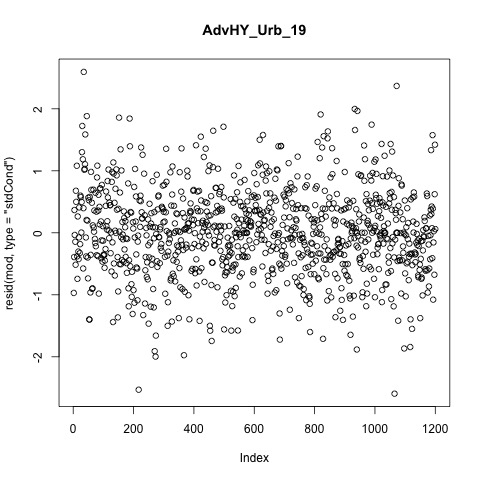 AdvHY_Urb_19
resid(mod, type = "stdCond")
2
1
0
-1
-2
0 200 400 600 800 1000 1200
Index